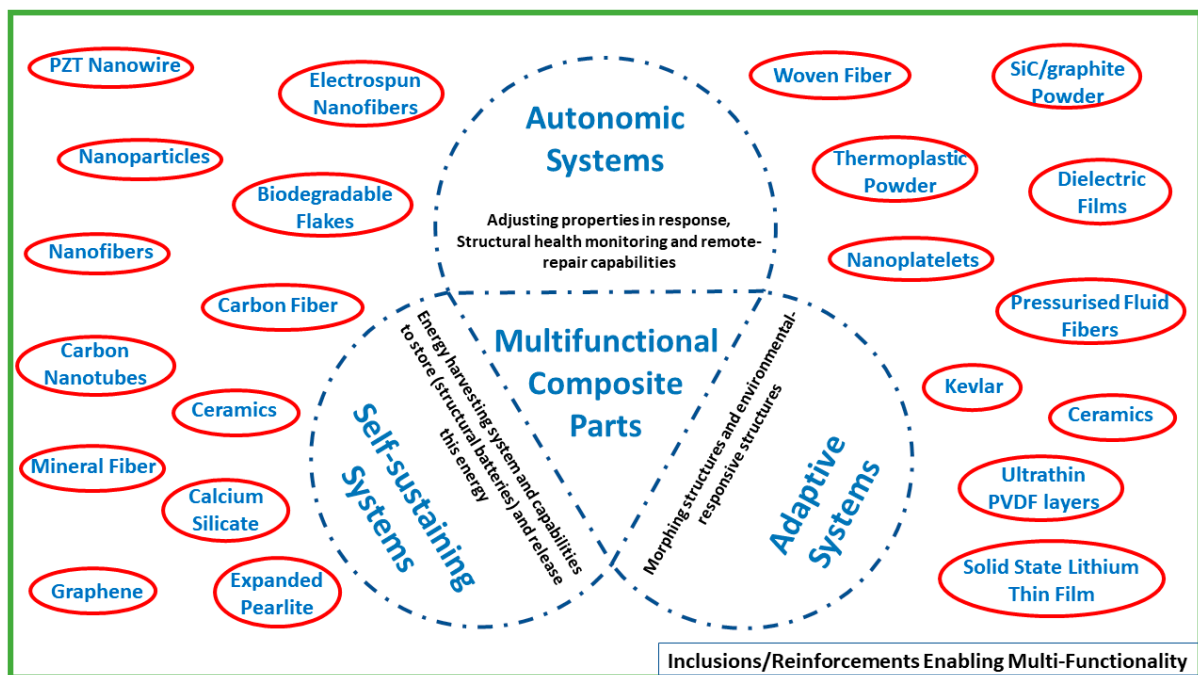 PZT Nanowire
Electrospun
Nanofibers
Nanoparticles
Biodegradable
Flakes
Nanofibers
Carbon Fiber
Carbon
Nanotubes
Ceramics
Mineral Fiber
Calcium
Silicate
Graphene
Expanded
Pearlite
Autonomic
Systems
Adjusting properties in response,
Structural health monitoring and remote-
repair capabilities
Multifunctional
Composite
Parts
Self-sustaining
Systems
Energy harvesting system and capabilities
to store (structural batteries) and release
this energy
Morphing structures and environmental-
responsive structures
Adaptive
Systems
Woven Fiber
SiC/graphite
Powder
Thermoplastic
Powder
Dielectric
Films
Nanoplatelets
Pressurised Fluid
Fibers
Kevlar
Ceramics
Ultrathin
PVDF layers
Solid State Lithium
Thin Film
Inclusions/Reinforcements Enabling Multi-Functionality